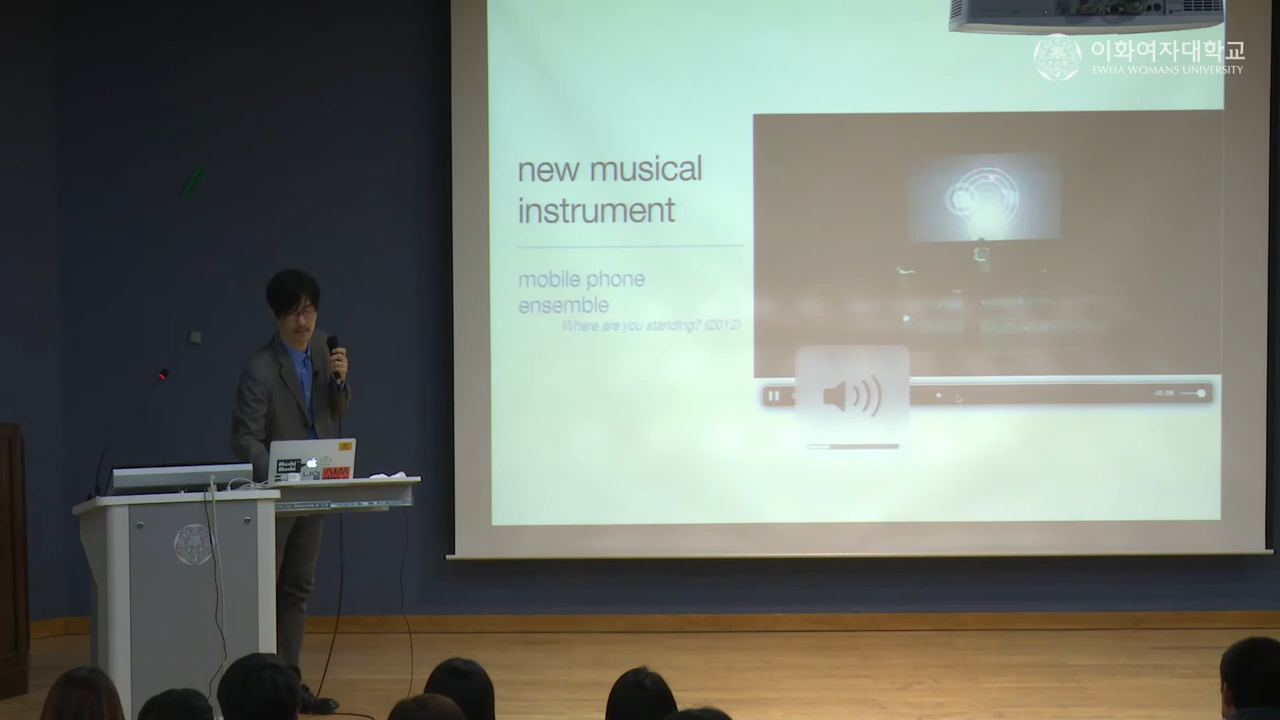 이화여자대학교
EWHA WOMANS UNIVERSITY
new musical
instrument
mobile phone
ensemble
Where are you standing? (2012)